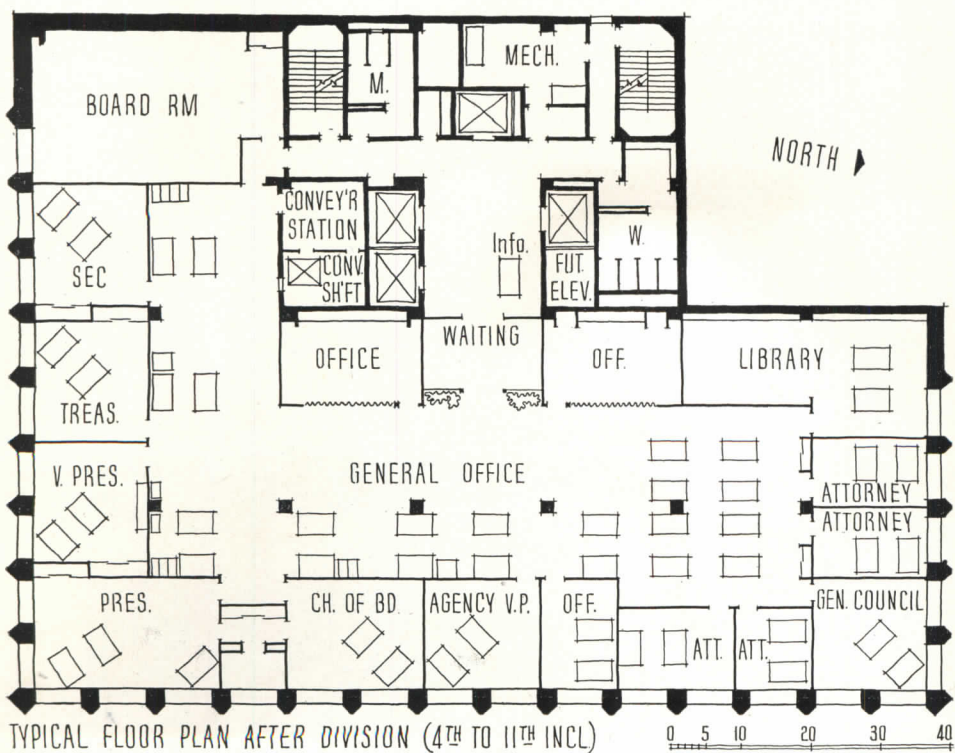 BOARD RM
M.
MECH.
NORTH
CONVEY'R
STATION
CONV.
SH'FT
Info.
FUT.
ELEV.
W.
SEC
OFFICE
WAITING
OFF.
LIBRARY
TREAS.
V. PRES.
GENERAL OFFICE
ATTORNEY
ATTORNEY
PRES.
CH. OF BD.
AGENCY V.P.
OFF.
ATT.
ATT.
GEN. COUNCIL
TYPICAL FLOOR PLAN AFTER DIVISION (4TH TO 11TH INCL)
0 5 10 20 30 40